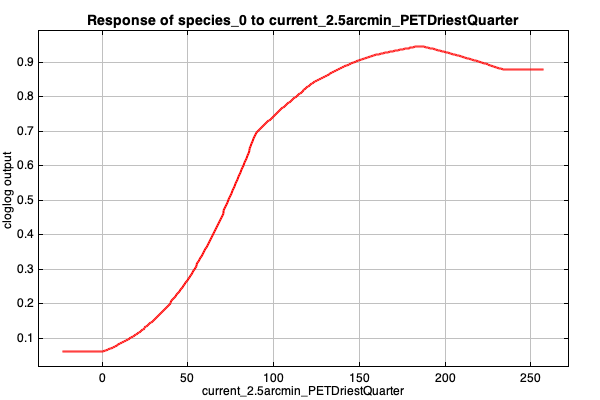 Response of species_0 to current_2.5arcmin_PETDriestQuarter
cloglog output
0.9
0.8
0.7
0.6
0.5
0.4
0.3
0.2
0.1
0 50 100 150 200 250
current_2.5arcmin_PETDriestQuarter